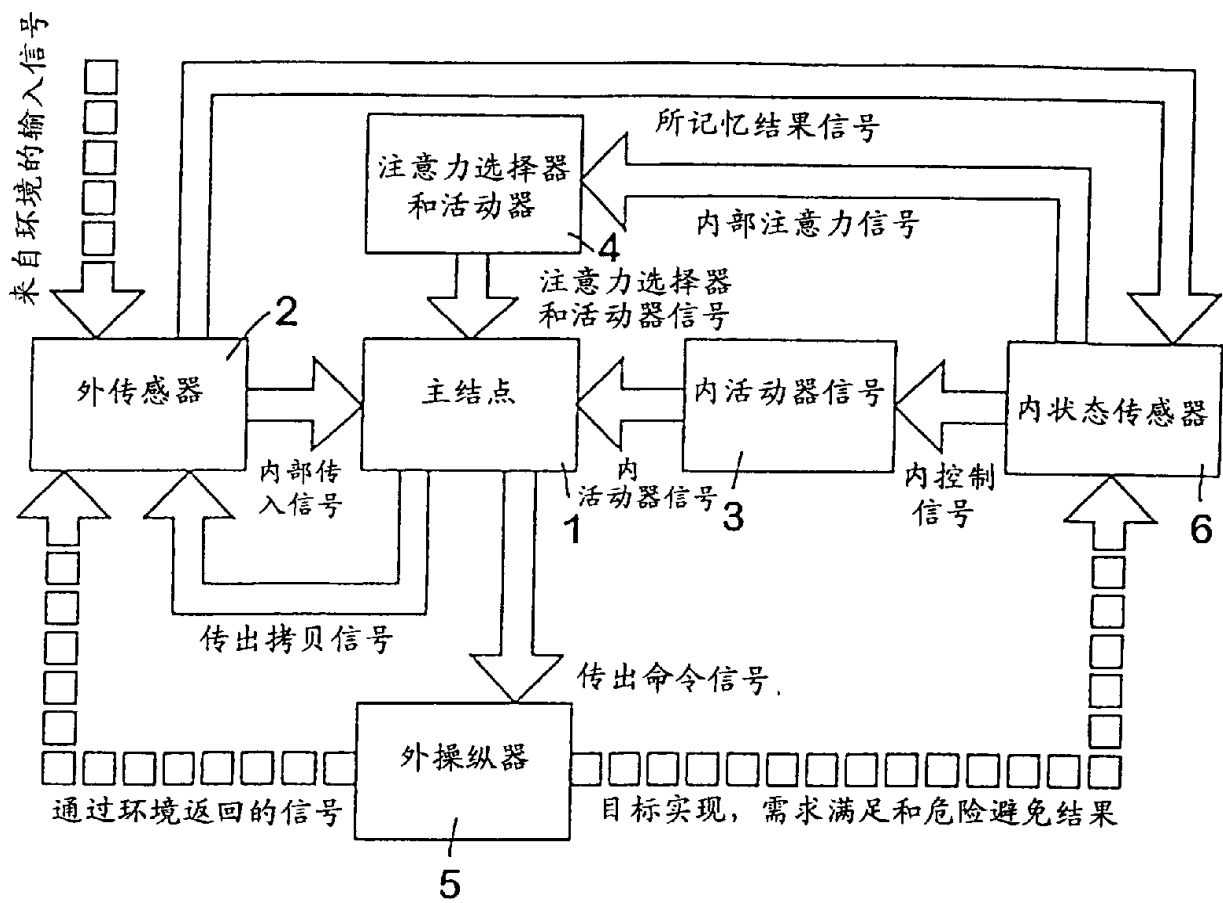 来自环境的输入信号
所记忆结果信号
注意力选择器
和活动器
4
内部注意力信号
注意力选择器
和活动器信号
2
外传感器
主结点
内活动器信号
内状态传感器
内部传
入信号
内
活动器信号
内控制
信号
1
3
6
传出拷贝信号
传出命令信号.
外操纵器
通过环境返回的信号
目标实现，需求满足和危险避免结果
5